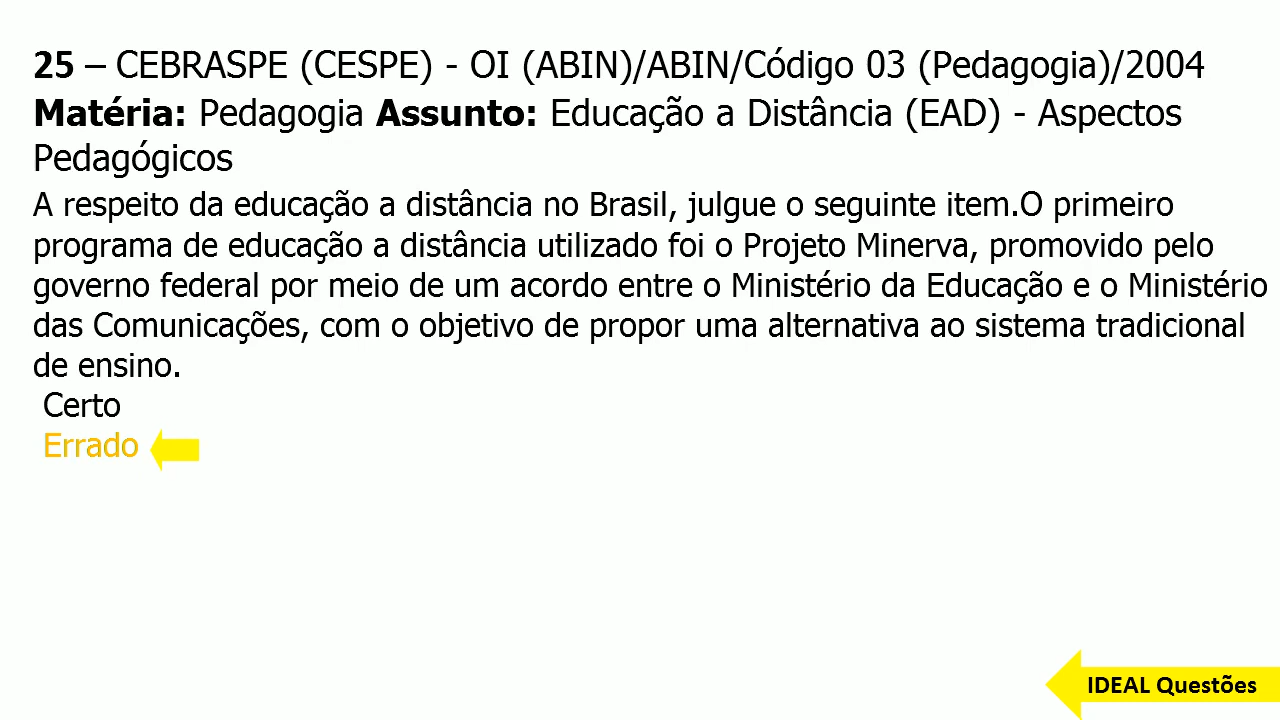 25 – CEBRASPE (CESPE) - OI (ABIN)/ABIN/Código 03 (Pedagogia)/2004
Matéria: Pedagogia Assunto: Educação a Distância (EAD) - Aspectos
Pedagógicos
A respeito da educação a distância no Brasil, julgue o seguinte item.O primeiro
programa de educação a distância utilizado foi o Projeto Minerva, promovido pelo
governo federal por meio de um acordo entre o Ministério da Educação e o Ministério
das Comunicações, com o objetivo de propor uma alternativa ao sistema tradicional
de ensino.
Certo
Errado
IDEAL Questões